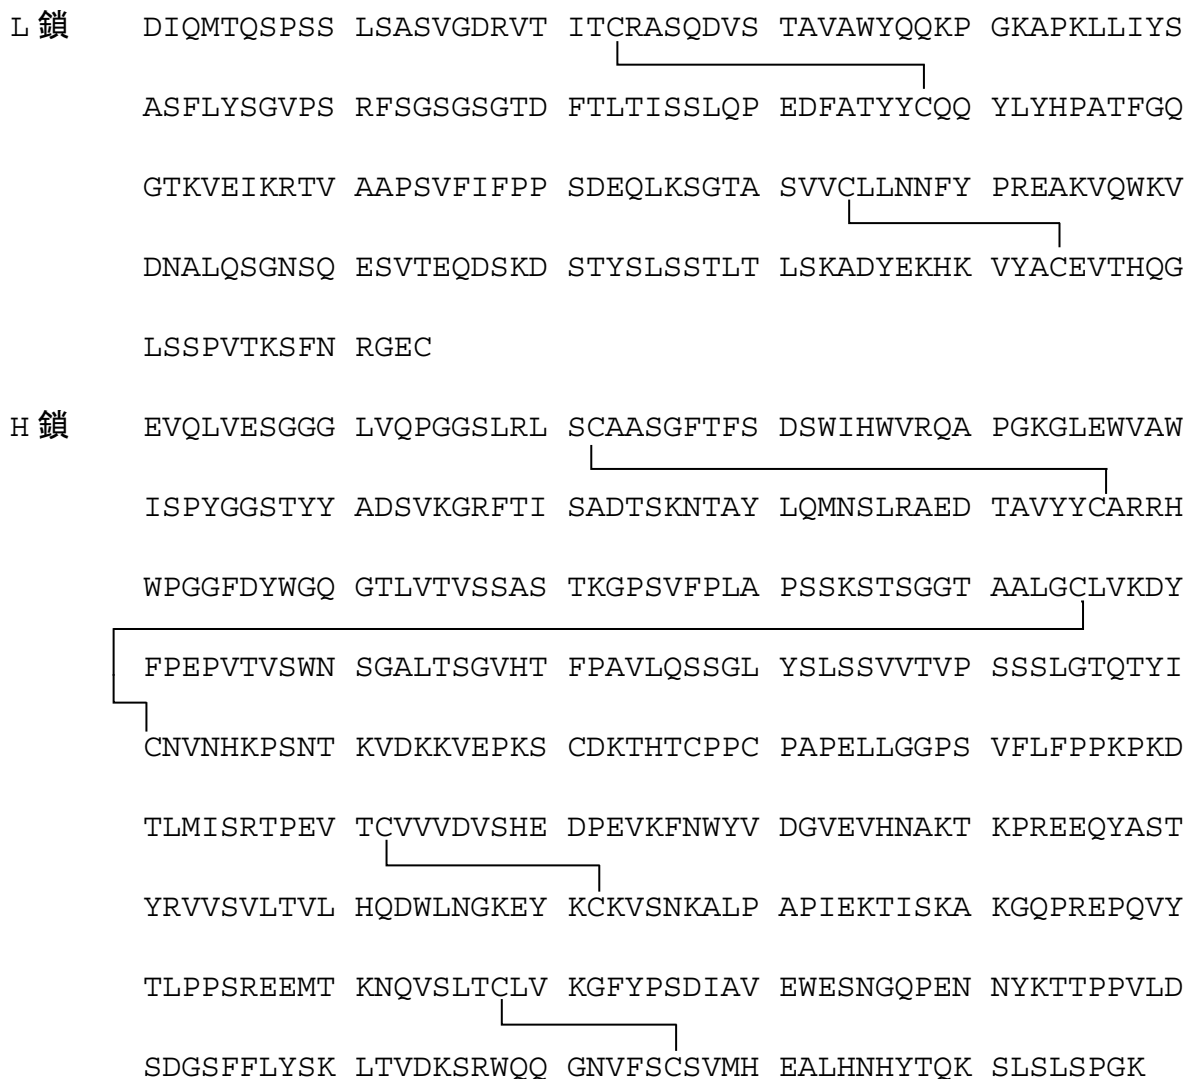 L 鎖 DIQMTQSPSS LSASVGDRVT ITCRASQDVS TAVAWYQQKP GKAPKLLIYS
ASFLYSGVPS RFSGSGSGTD FTLTISSLQP EDFATYYCQQ YLYHPATFGQ
GTKVEIKRTV AAPSVFIFPP SDEQLKSGTA SVVCLLNNFY PREAKVQWKV
DNALQSGNSQ ESVTEQDSKD STYSLSSTLT LSKADYEKHK VYACEVTHQG
LSSPVTKSFN RGEC
H 鎖 EVQLVESGGG LVQPGGSLRL SCAASGFTFS DSWIHWVRQA PGKGLEWVAW
ISPYGGSTYY ADSVKGRFTI SADTSKNTAY LQMNSLRAED TAVYYCARRH
WPGGFDYWGQ GTLVTVSSAS TKGPSVFPLA PSSKSTSGGT AALGCLVKDY
FPEPVTVSWN SGALTSGVHT FPAVLQSSGL YSLSSVVTVP SSSLGTQTYI
CNVNHKPSNT KVDKKVEPKS CDKTHTCPPC PAPELLGGPS VFLFPPKPKD
TLMISRTPEV TCVVVDVSHE DPEVKFNWYV DGVEVHNAKT KPREEQYAST
YRVVSVLTVL HQDWLNGKEY KCKVSNKALP APIEKTISKA KGQPREPQVY
TLPPSREEMT KNQVSLTCLV KGFYPSDIAV EWESNGQPEN NYKTTPPVLD
SDGSFFLYSK LTVDKSRWQQ GNVFSCSVMH EALHNHYTQK SLSLSPGK